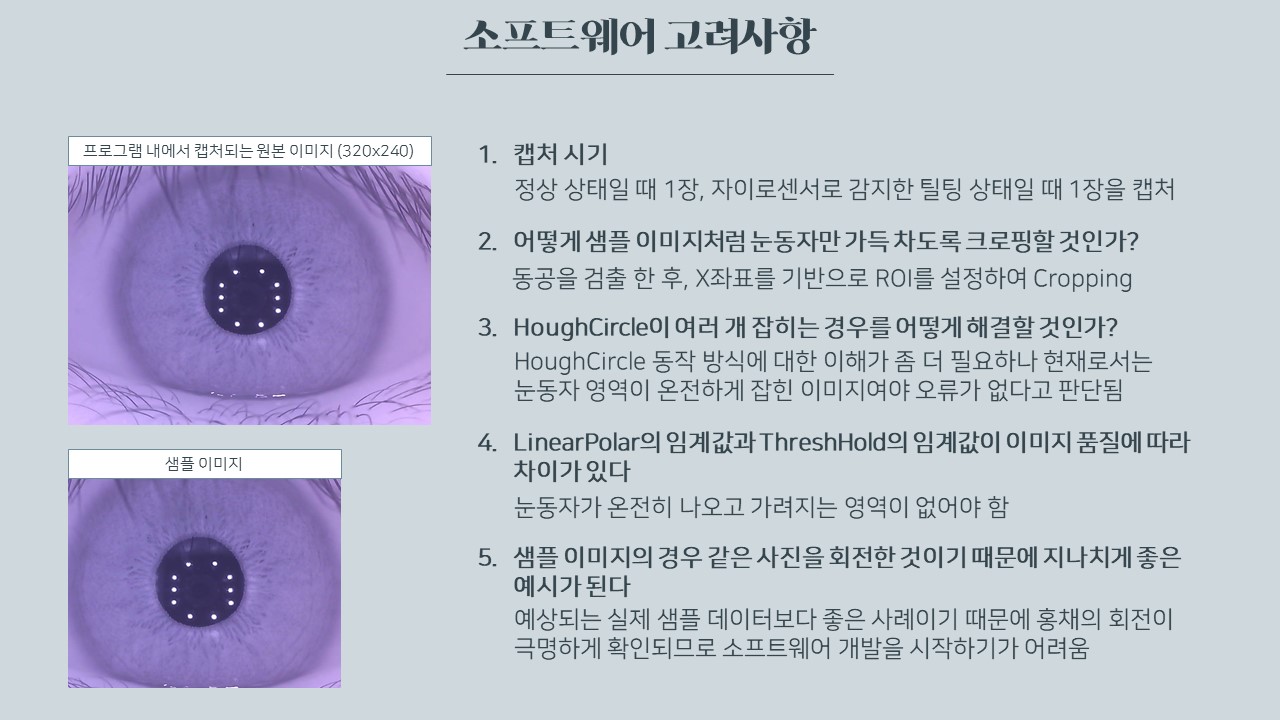 소프트웨어 고려사항
프로그램 내에서 캡처되는 원본 이미지 (320x240)
샘플 이미지
1. 캡처 시기
정상 상태일 때 1장, 자이로센서로 감지한 틸팅 상태일 때 1장을 캡처
2. 어떻게 샘플 이미지처럼 눈동자만 가득 차도록 크로핑할 것인가?
동공을 검출 한 후, X좌표를 기반으로 ROI를 설정하여 Cropping
3. HoughCircle이 여러 개 잡히는 경우를 어떻게 해결할 것인가?
HoughCircle 동작 방식에 대한 이해가 좀 더 필요하나 현재로서는
눈동자 영역이 온전하게 잡힌 이미지여야 오류가 없다고 판단됨
4. LinearPolar의 임계값과 ThreshHold의 임계값이 이미지 품질에 따라
차이가 있다
눈동자가 온전히 나오고 가려지는 영역이 없어야 함
5. 샘플 이미지의 경우 같은 사진을 회전한 것이기 때문에 지나치게 좋은
예시가 된다
예상되는 실제 샘플 데이터보다 좋은 사례이기 때문에 홍채의 회전이
극명하게 확인되므로 소프트웨어 개발을 시작하기가 어려움